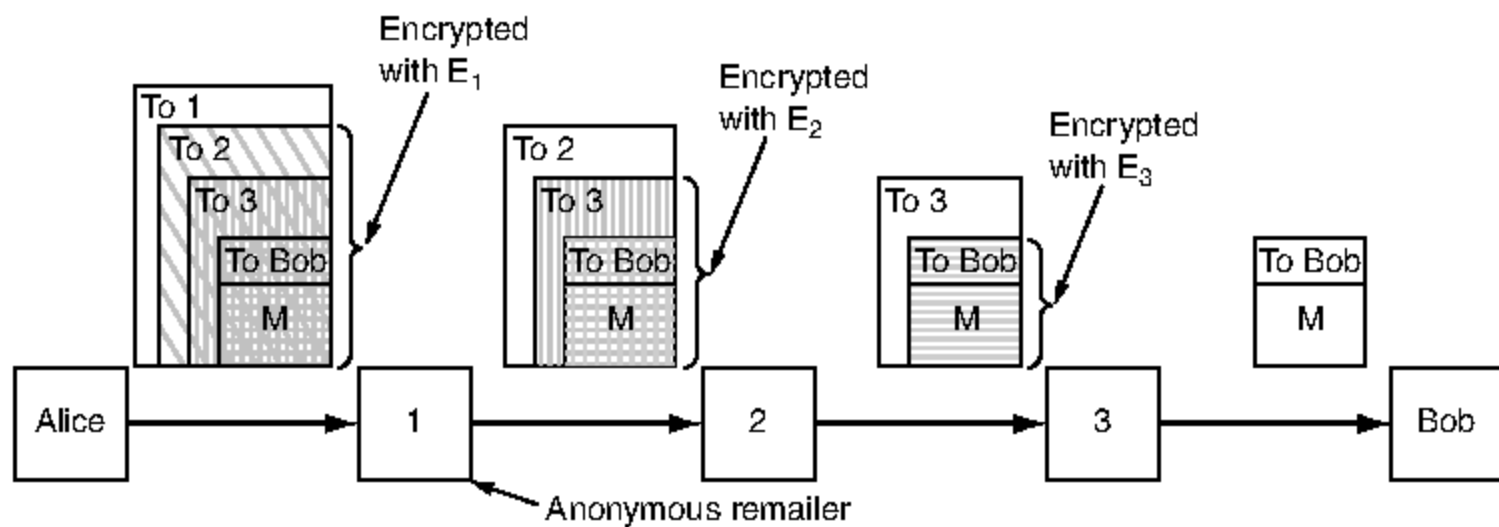 Encrypted
with E1
Encrypted
with E2
Encrypted
with E3
To 1
To 2
To 3
To Bob
M
To 2
To 3
To Bob
M
To 3
To Bob
M
To Bob
M
Alice
1
2
3
Bob
Anonymous remailer